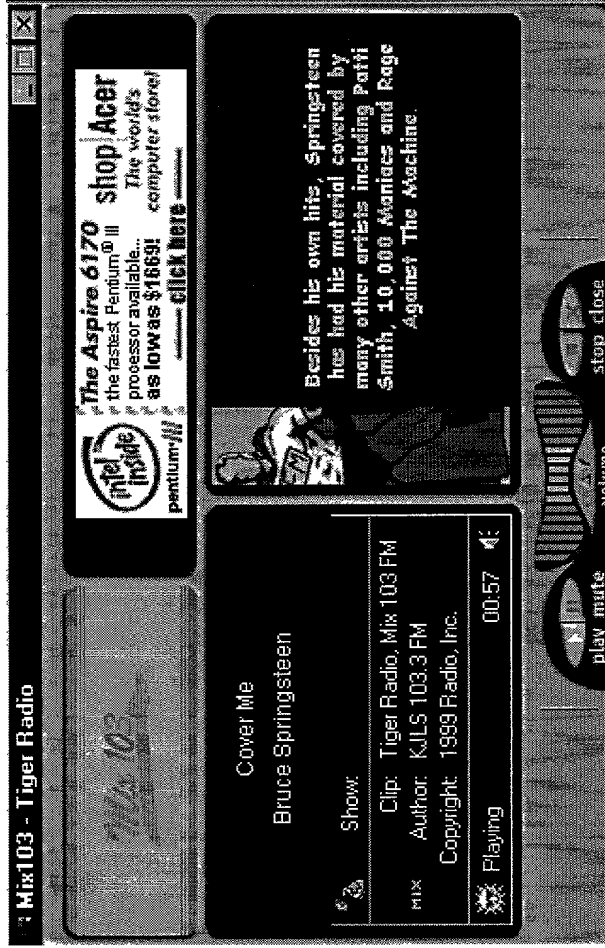 Mix103 - Tiger Radio
Mix 103
intel
inside
pentium® ///
The Aspire 6170
the fastest Pentium® III
processor available...
as low as $1669!
click here
shop Acer
The world's
computer store!
Cover Me
Bruce Springsteen
Show:
MIX
Clip: Tiger Radio, Mix 103 FM
Author: KJLS 103.3 FM
Copyright: 1999 Radio, Inc.
Playing 00:57
Besides his own hits, Springsteen
has had his material covered by
many other artists including Patti
Smith, 10,000 Maniacs and Rage
Against The Machine.
play mute volume stop close